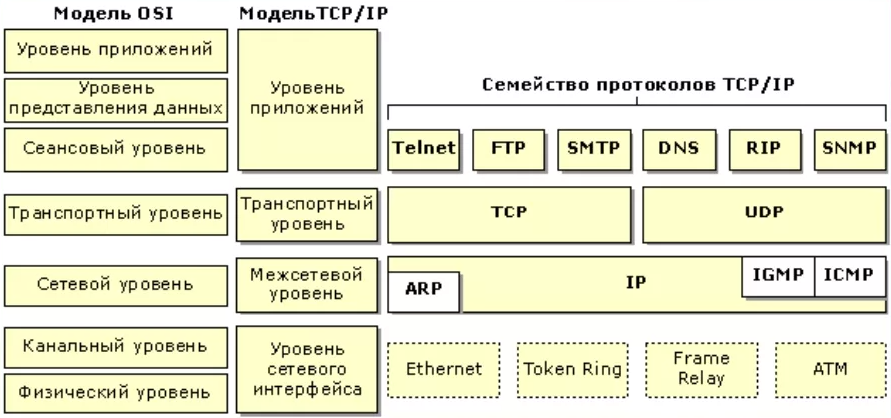 Модель OSI
МодельTCP/IP
Уровень приложений
Уровень
представления данных
Сеансовый уровень
Уровень
приложений
Семейство протоколов TCP/IP
Telnet
FTP
SMTP
DNS
RIP
SNMP
Транспортный уровень
Транспортный
уровень
TCP
UDP
Сетевой уровень
Межсетевой
уровень
ARP
IP
IGMP
ICMP
Канальный уровень
Физический уровень
Уровень
сетевого
интерфейса
Ethernet
Token Ring
Frame
Relay
ATM